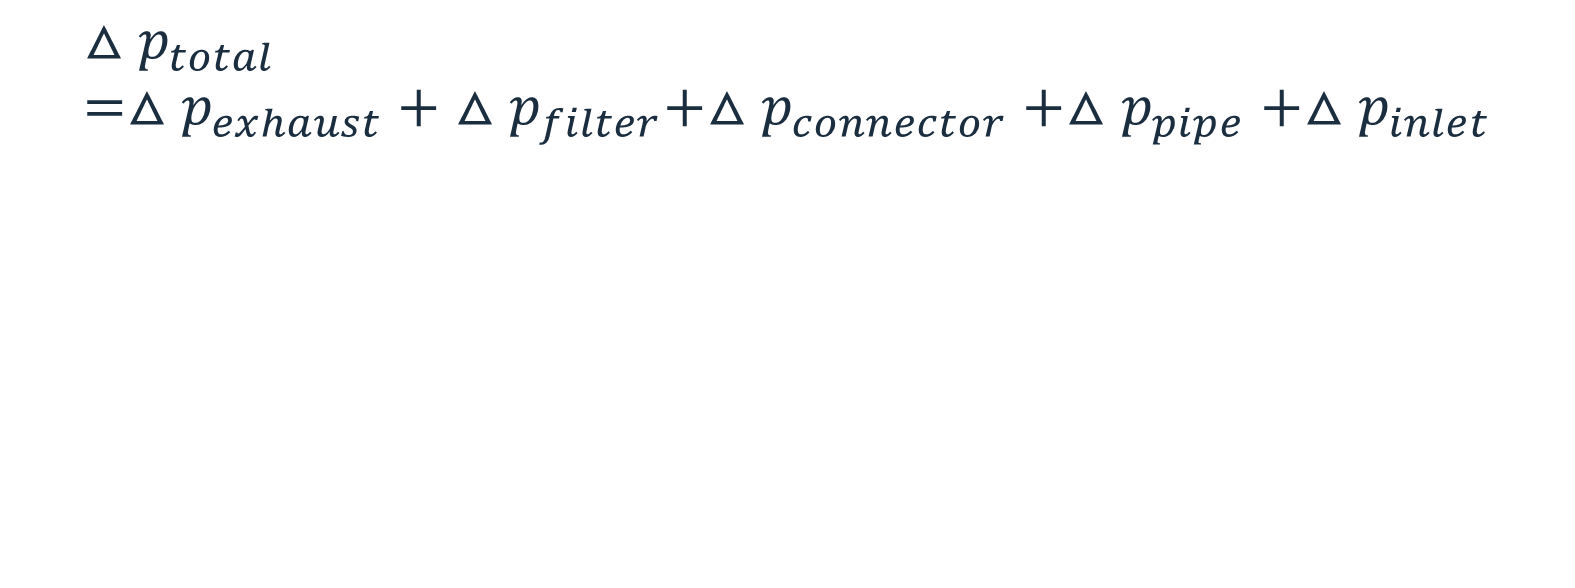 △ p_total
=△ p_exhaust + △ p_filter+△ p_connector +△ p_pipe +△ p_inlet